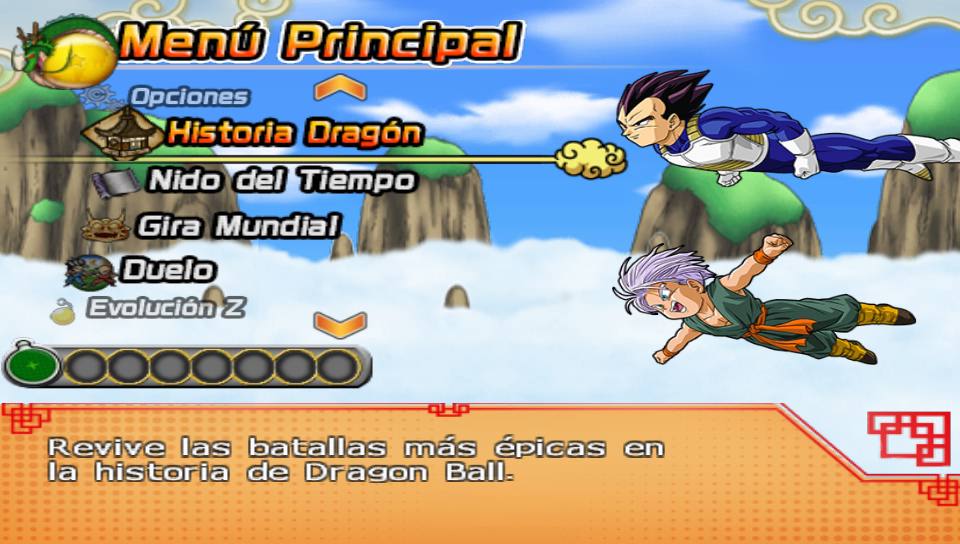 Menú Principal
Opciones
Historia Dragón
Nido del Tiempo
Gira Mundial
Duelo
Evolución Z
Revive las batallas más épicas en
la historia de Dragon Ball.